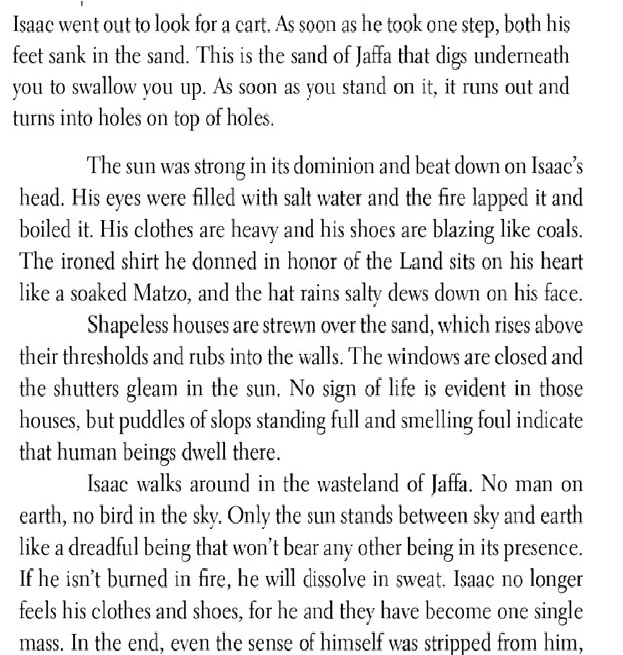 Isaac went out to look for a cart. As soon as he took one step, both his
feet sank in the sand. This is the sand of Jaffa that digs underneath
you to swallow you up. As soon as you stand on it, it runs out and
turns into holes on top of holes.
The sun was strong in its dominion and beat down on Isaac's
head. His eyes were filled with salt water and the fire lapped it and
boiled it. His clothes are heavy and his shoes are blazing like coals.
The ironed shirt he donned in honor of the Land sits on his heart
like a soaked Matzo, and the hat rains salty dews down on his face.
Shapeless houses are strewn over the sand, which rises above
their thresholds and rubs into the walls. The windows are closed and
the shutters gleam in the sun. No sign of life is evident in those
houses, but puddles of slops standing full and smelling foul indicate
that human beings dwell there.
Isaac walks around in the wasteland of Jaffa. No man on
earth, no bird in the sky. Only the sun stands between sky and earth
like a dreadful being that won't bear any other being in its presence.
If he isn't burned in fire, he will dissolve in sweat. Isaac no longer
feels his clothes and shoes, for he and they have become one single
mass. In the end, even the sense of himself was stripped from him,